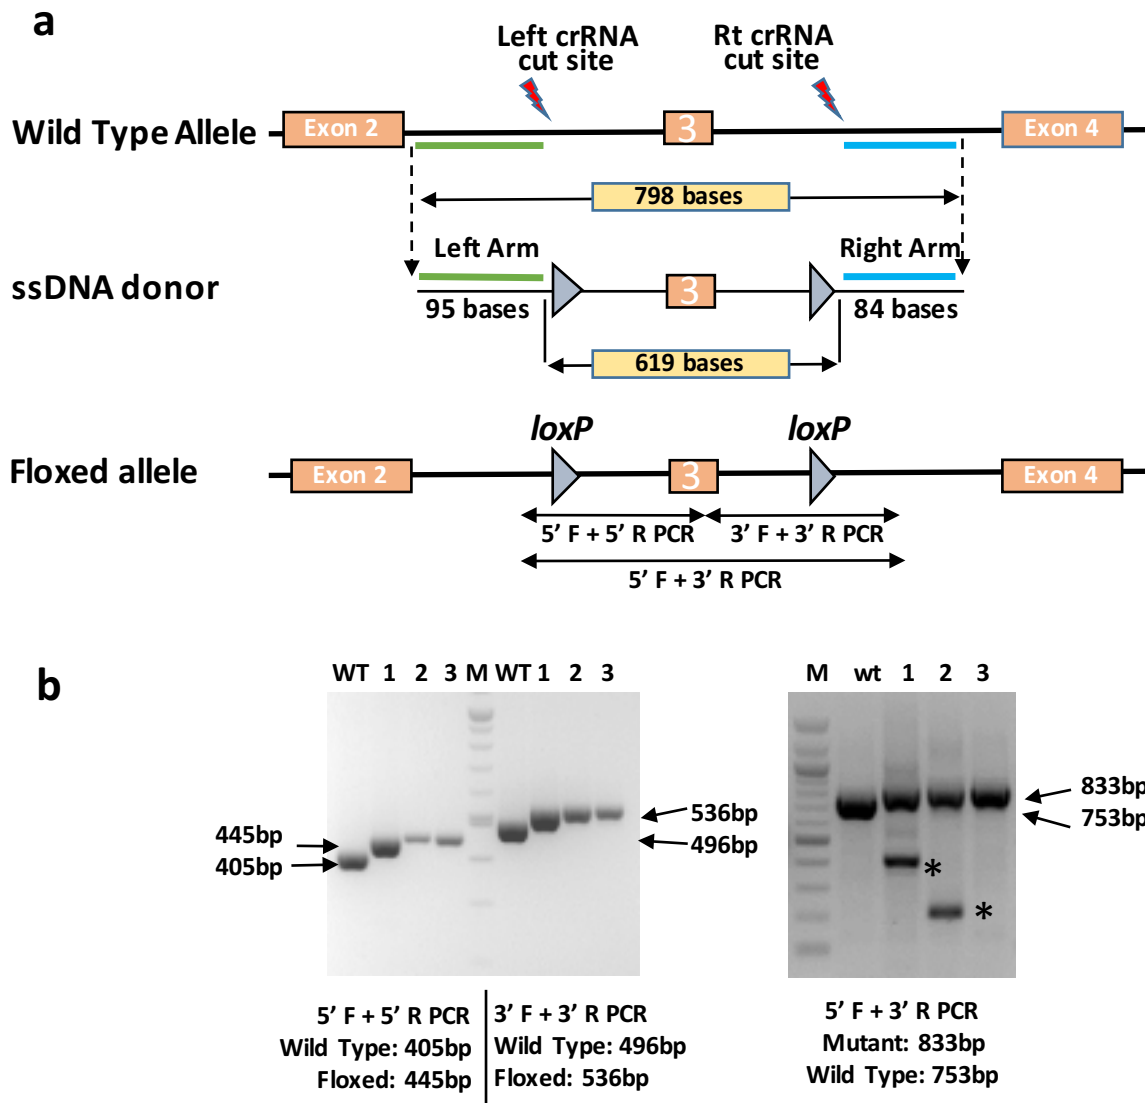 a
Left crRNA
cut site
Rt crRNA
cut site
Wild Type Allele
Exon 2
3
Exon 4
798 bases
Left Arm
Right Arm
ssDNA donor
3
95 bases
84 bases
619 bases
loxP
loxP
Floxed allele
Exon 2
3
Exon 4
5’ F + 5’ R PCR
3’ F + 3’ R PCR
5’ F + 3’ R PCR
b
WT 1 2 3 M WT 1 2 3
M wt 1 2 3
445bp
405bp
536bp
496bp
833bp
753bp
*
*
5’ F + 5’ R PCR
Wild Type: 405bp
Floxed: 445bp
3’ F + 3’ R PCR
Wild Type: 496bp
Floxed: 536bp
5’ F + 3’ R PCR
Mutant: 833bp
Wild Type: 753bp